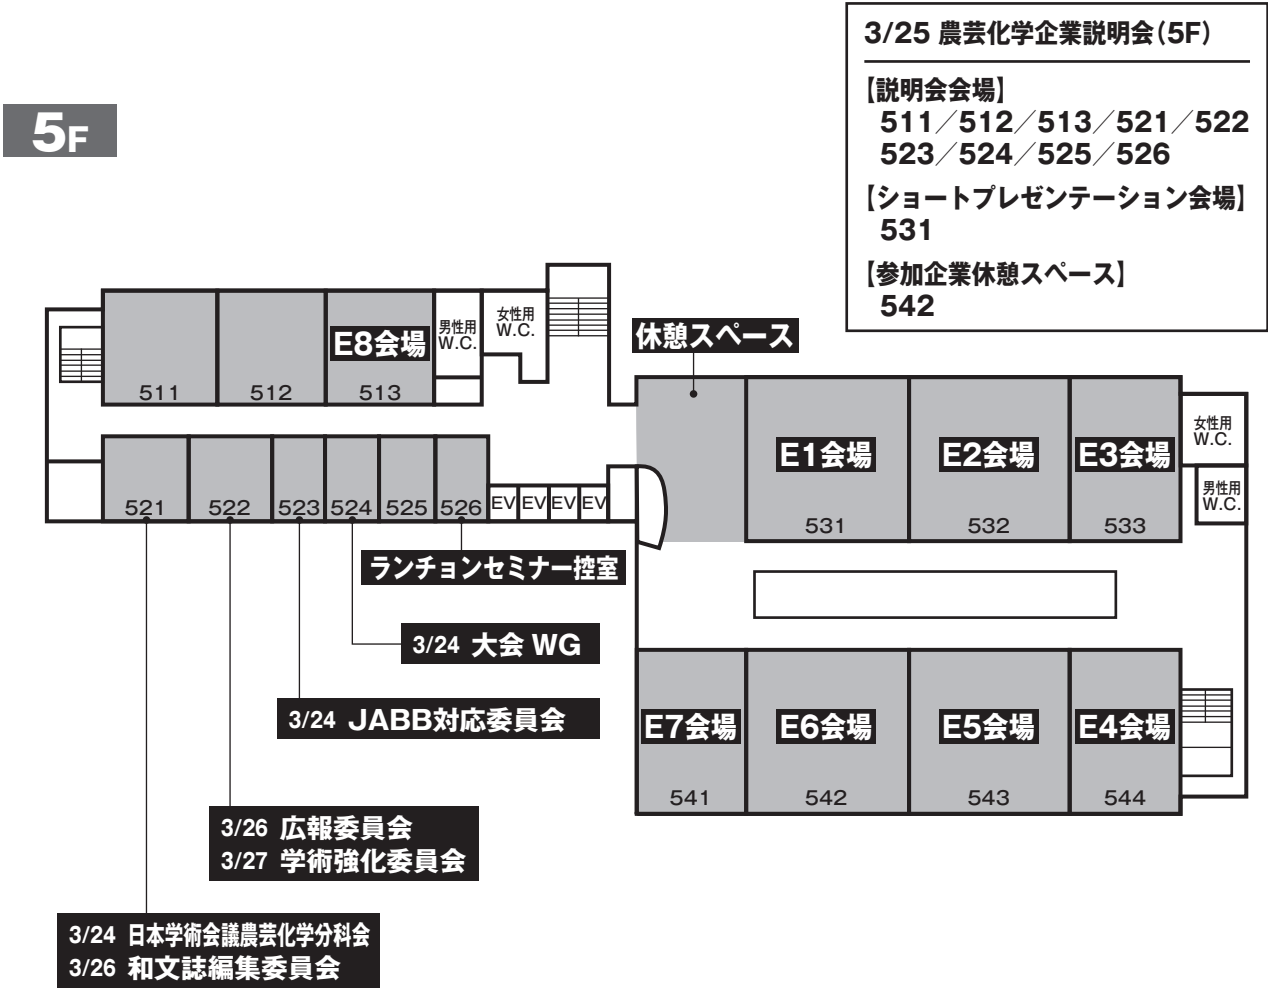 3/25 農芸化学企業説明会（5F）
【説明会会場】
511／512／513／521／522
523／524／525／526
【ショートプレゼンテーション会場】
531
【参加企業休憩スペース】
542
5F
E8会場
男性用
W.C.
女性用
W.C.
511
512
513
休憩スペース
E1会場
E2会場
E3会場
女性用
W.C.
男性用
W.C.
521
522
523
524
525
526
EV
EV
EV
EV
531
532
533
ランチョンセミナー控室
3/24 大会 WG
3/24 JABB対応委員会
E7会場
E6会場
E5会場
E4会場
541
542
543
544
3/26 広報委員会
3/27 学術強化委員会
3/24 日本学術会議農芸化学分科会
3/26 和文誌編集委員会